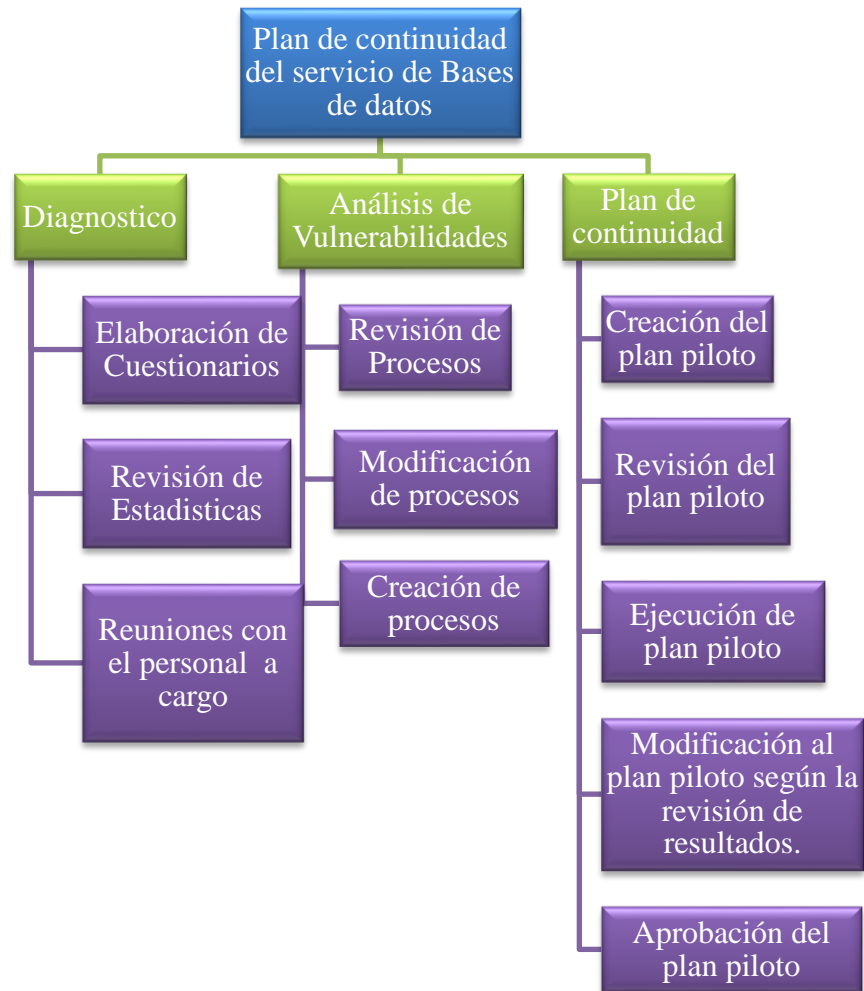 Plan de continuidad
del servicio de Bases
de datos
Diagnostico
Elaboración de
Cuestionarios
Revisión de
Estadisticas
Reuniones con
el personal a
cargo
Análisis de
Vulnerabilidades
Revisión de
Procesos
Modificación
de procesos
Creación de
procesos
Plan de
continuidad
Creación del
plan piloto
Revisión del
plan piloto
Ejecución de
plan piloto
Modificación al
plan piloto según la
revisión de
resultados.
Aprobación del
plan piloto